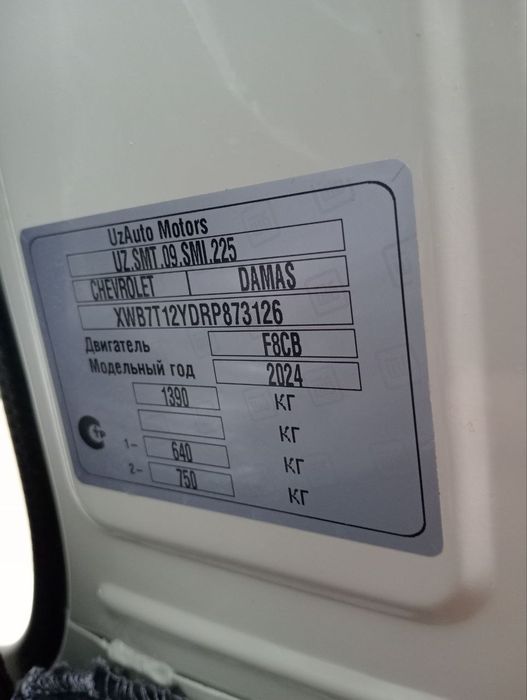 UzAuto Motors
UZ.SMT.09.SMI.225
CHEVROLET DAMAS
XWB7T12YDRP873126
Двигатель F8CB
Модельный год 2024
1390 КГ
КГ
1– 640 КГ
2– 750 КГ